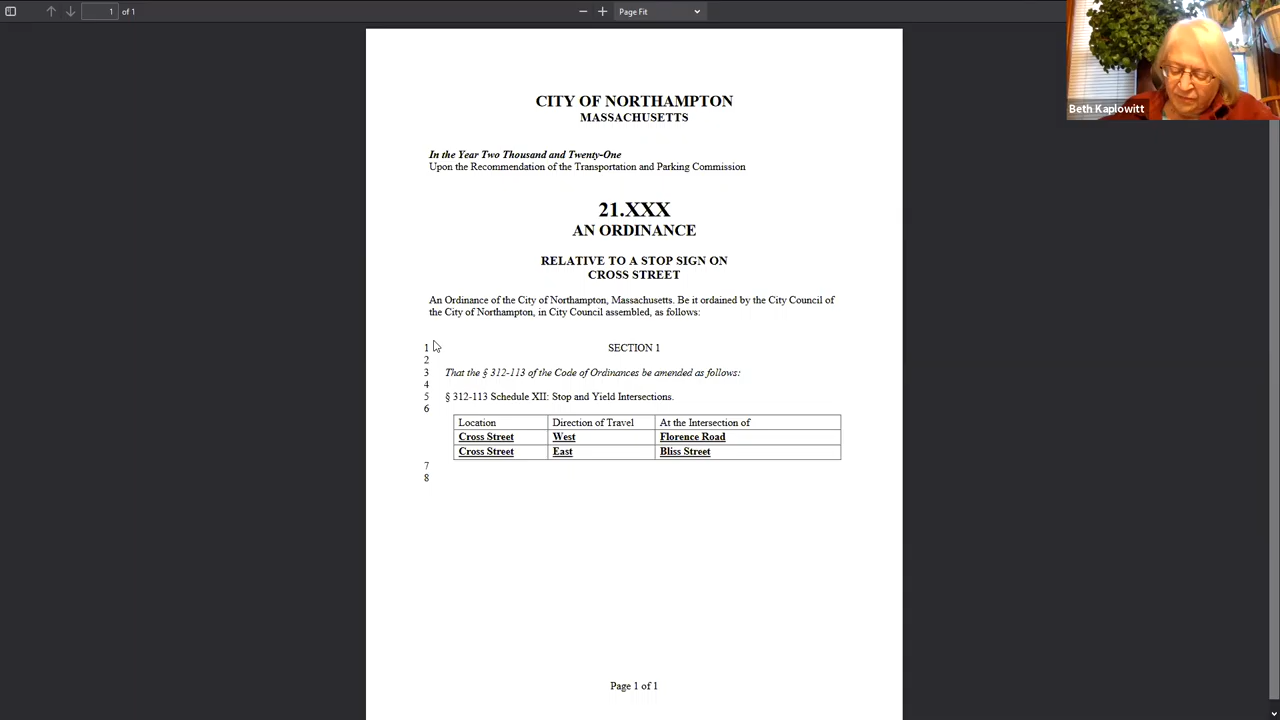 1 of 1 Page Fit
Beth Kaplowitt
CITY OF NORTHAMPTON
MASSACHUSETTS
In the Year Two Thousand and Twenty-One
Upon the Recommendation of the Transportation and Parking Commission
21.XXX
AN ORDINANCE
RELATIVE TO A STOP SIGN ON
CROSS STREET
An Ordinance of the City of Northampton, Massachusetts. Be it ordained by the City Council of
the City of Northampton, in City Council assembled, as follows:
1 SECTION 1
2
3 That the § 312-113 of the Code of Ordinances be amended as follows:
4
5 § 312-113 Schedule XII: Stop and Yield Intersections.
6
Location Direction of Travel At the Intersection of
Cross Street West Florence Road
Cross Street East Bliss Street
7
8
Page 1 of 1